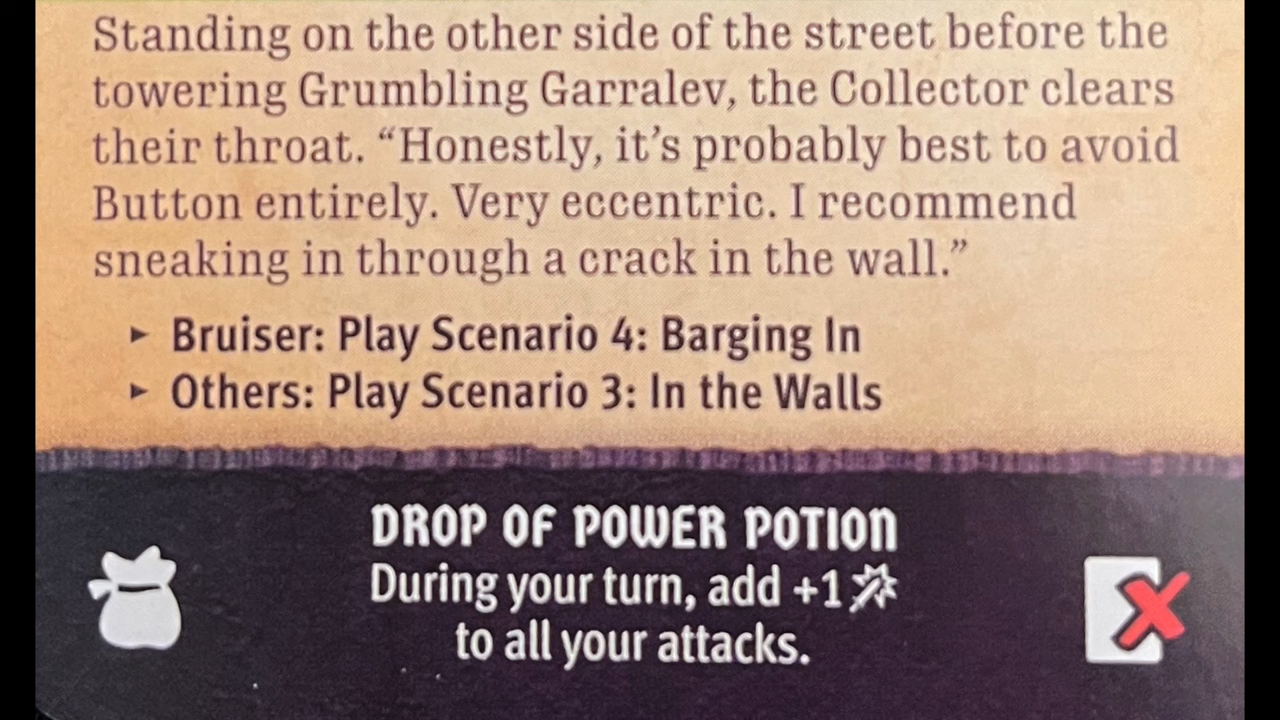 Standing on the other side of the street before the
towering Grumbling Garralev, the Collector clears
their throat. “Honestly, it’s probably best to avoid
Button entirely. Very eccentric. I recommend
sneaking in through a crack in the wall.”
► Bruiser: Play Scenario 4: Barging In
► Others: Play Scenario 3: In the Walls
DROP OF POWER POTION
During your turn, add +1
to all your attacks.